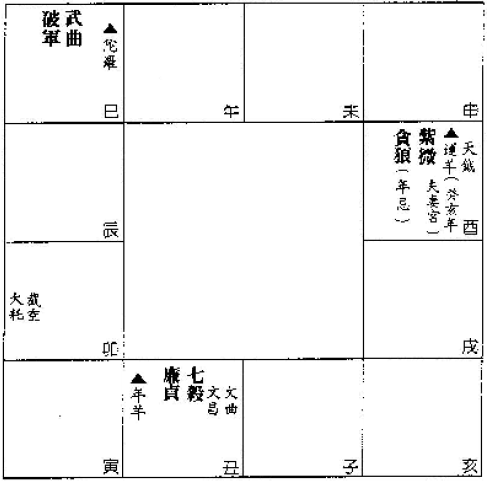 ▲陀羅
武曲
破軍
巳
午
未
申
天鉞
▲運羊(癸亥年
夫妻宮)
紫微
貪狼(年忌)
酉
辰
截空
大耗
卯
戌
▲年羊
文曲
文昌
七殺
廉貞
丑
寅
子
亥